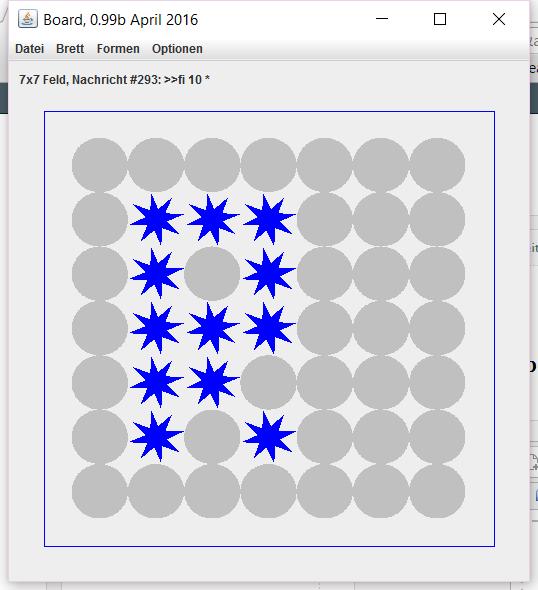 Board, 0.99b April 2016
Datei Brett Formen Optionen
7x7 Feld, Nachricht #293: >>fi 10 *